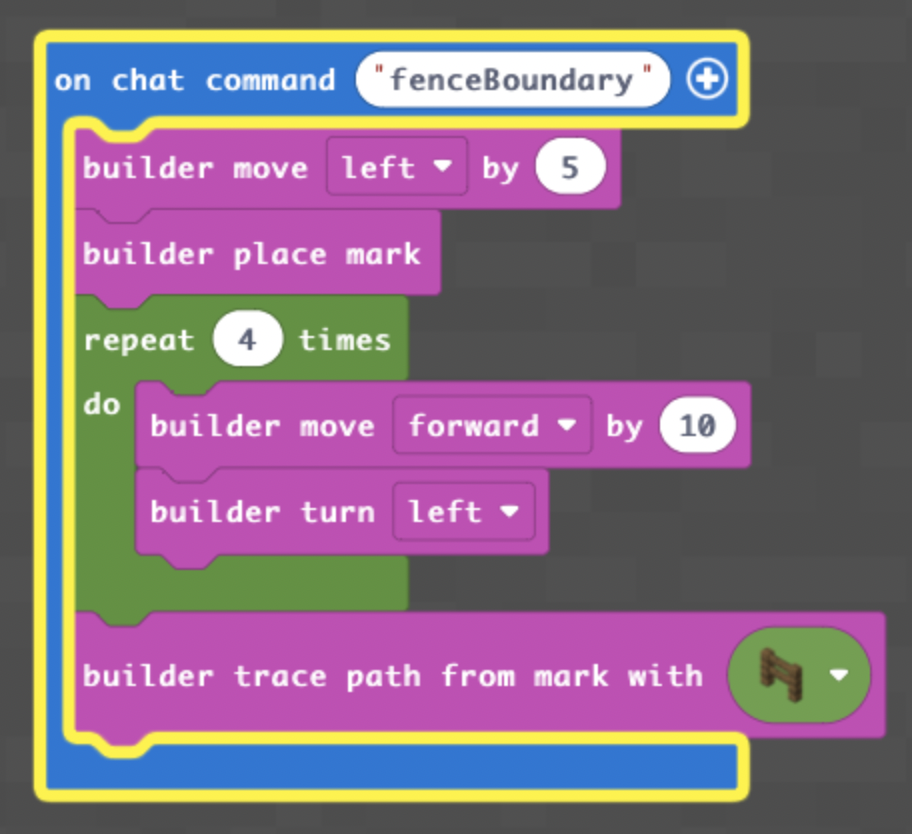 on chat command "fenceBoundary"
builder move left by 5
builder place mark
repeat 4 times
do
builder move forward by 10
builder turn left
builder trace path from mark with